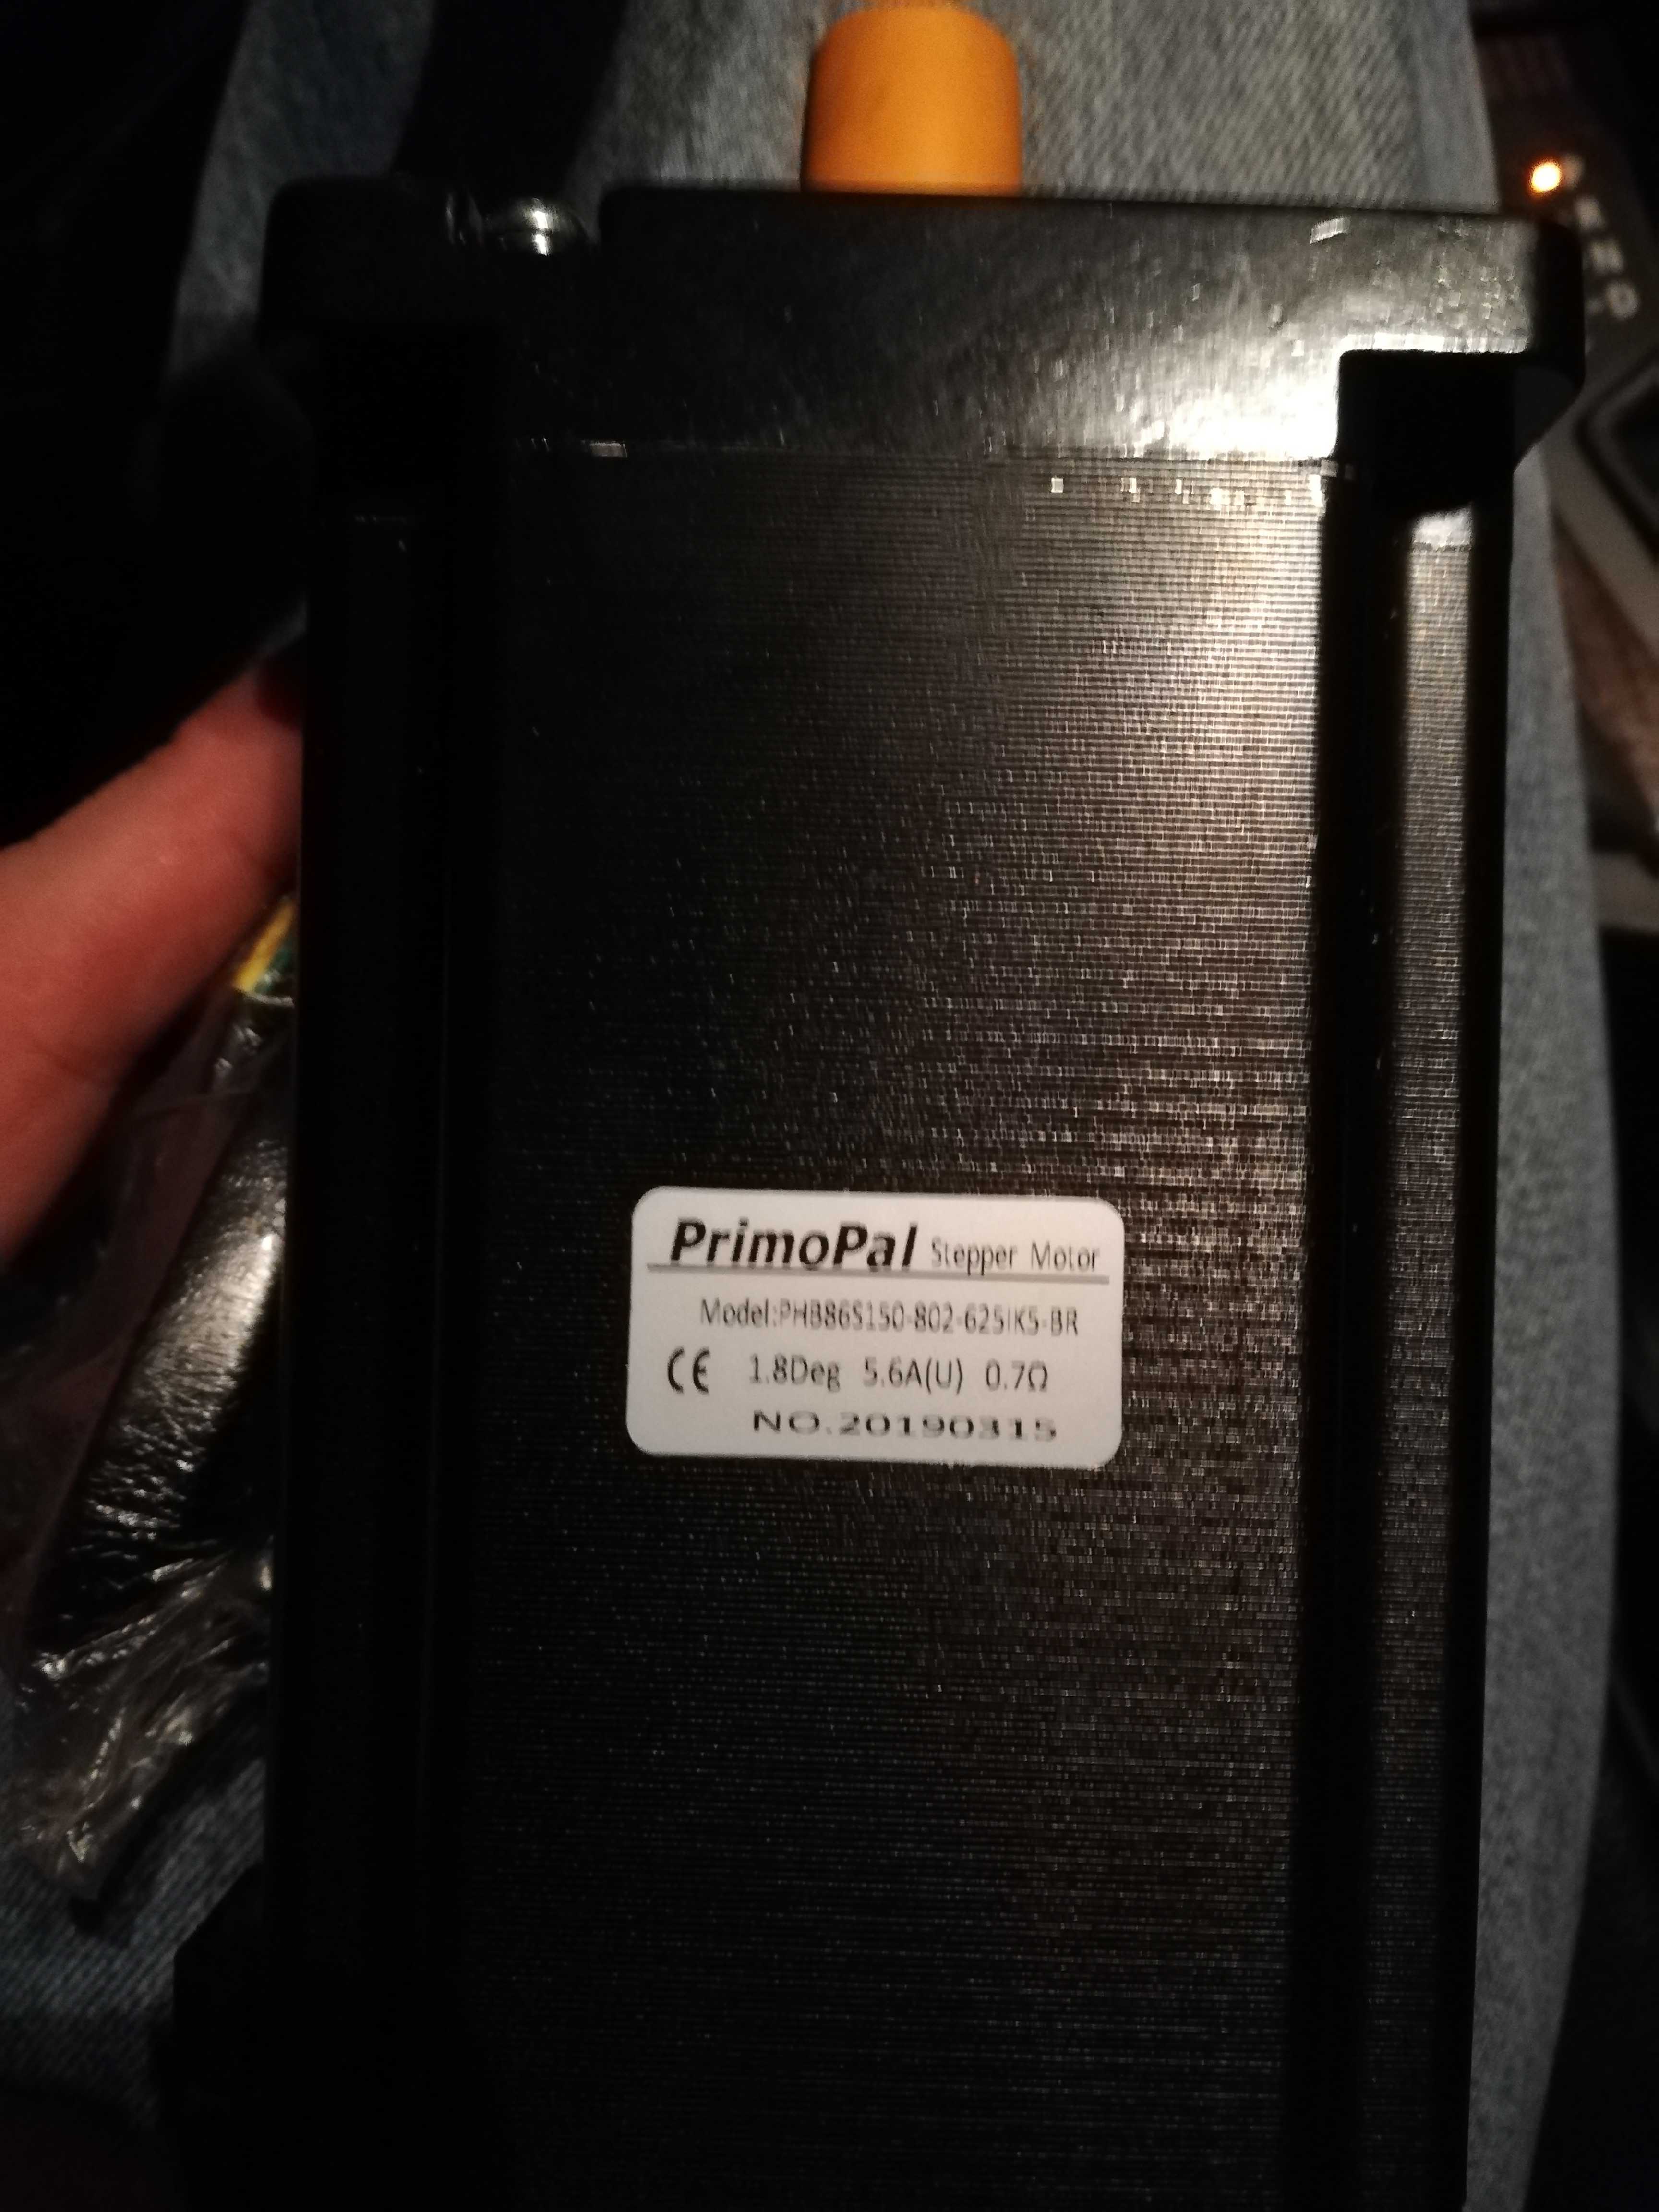 PrimoPal Stepper Motor
Model:PHB86S150-802-625IK5-BR
CE 1.8Deg 5.6A(U) 0.7Ω
NO.20190315